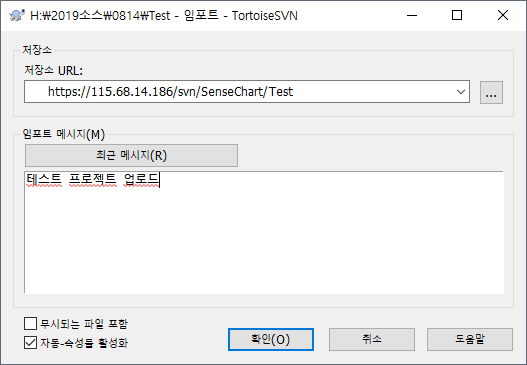 H:₩2019소스₩0814₩Test - 임포트 - TortoiseSVN
저장소
저장소 URL:
https://115.68.14.186/svn/SenseChart/Test
...
임포트 메시지(M)
최근 메시지(R)
테스트 프로젝트 업로드
무시되는 파일 포함
자동-속성들 활성화
확인(O) 취소 도움말